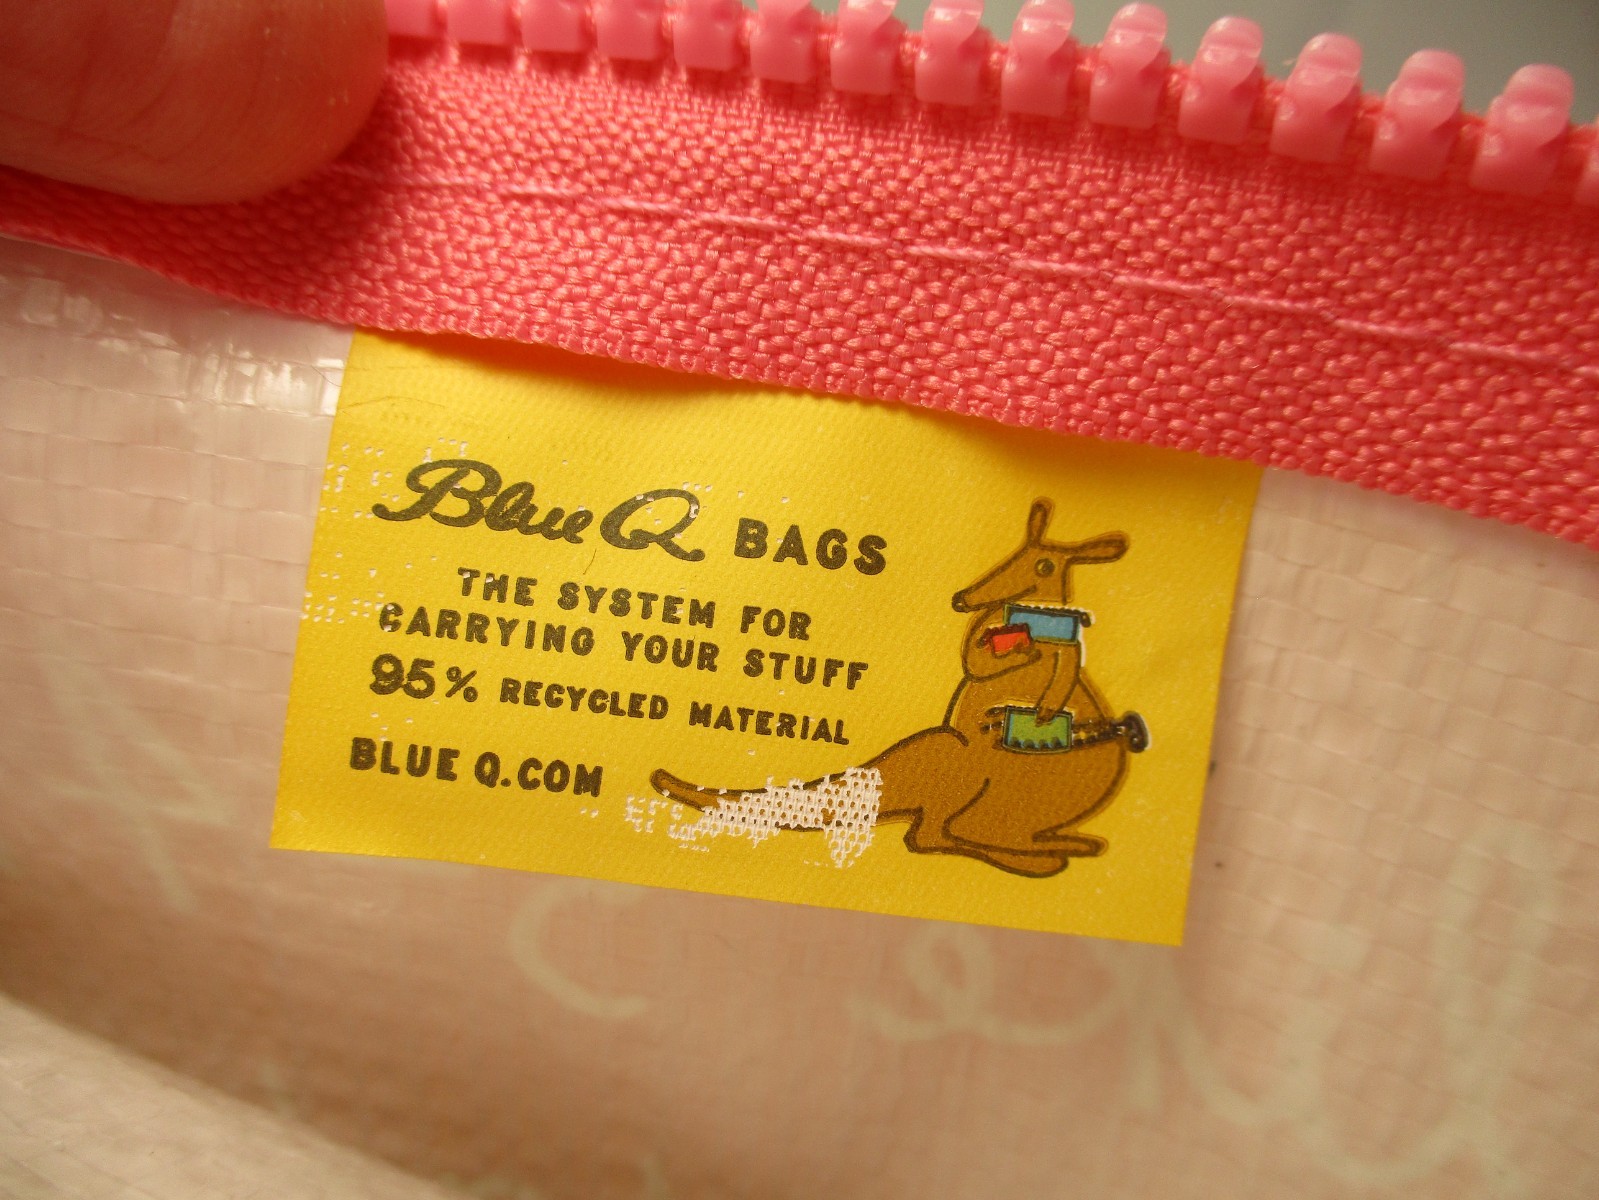 Blue Q BAGS
THE SYSTEM FOR
CARRYING YOUR STUFF
95% RECYCLED MATERIAL
BLUE Q.COM